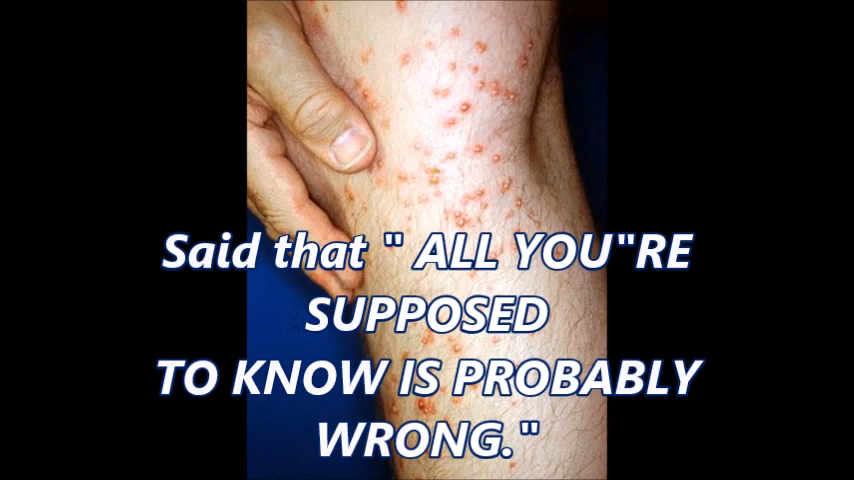 Said that " ALL YOU"RE
SUPPOSED
TO KNOW IS PROBABLY
WRONG."